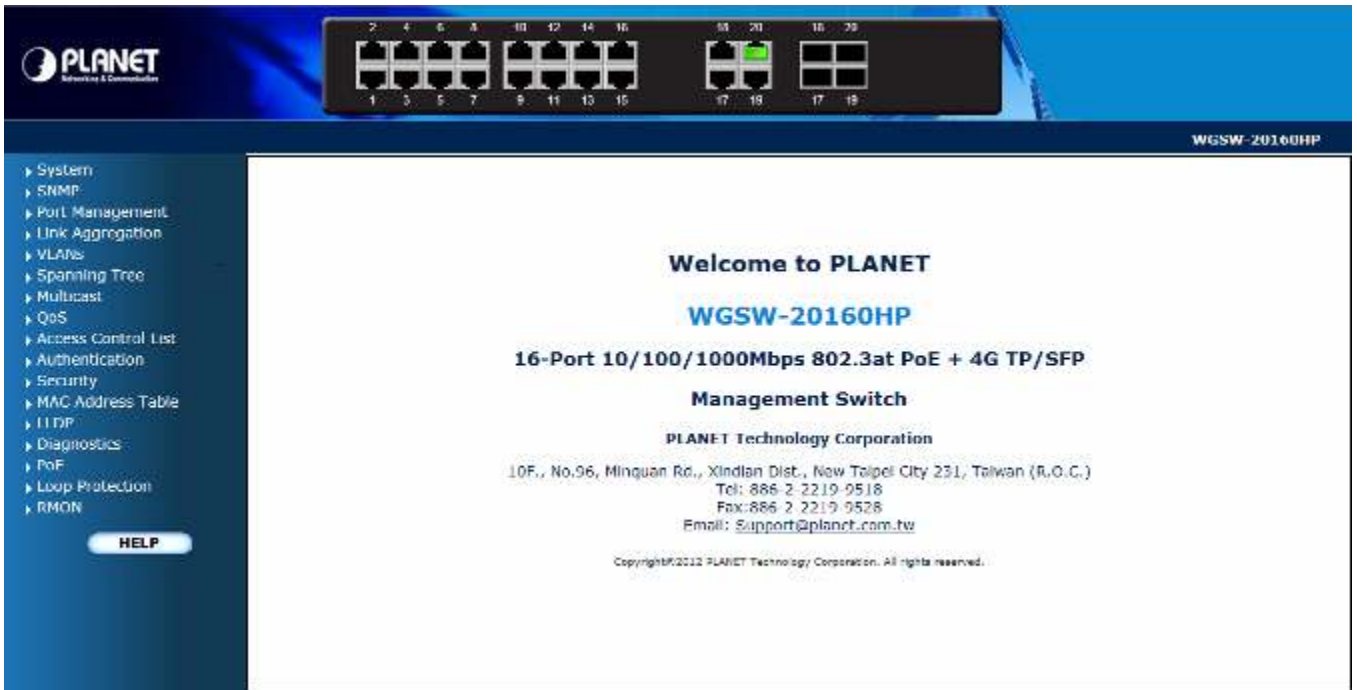 PLANET
Networking & Communication
2 4 6 8 10 12 14 16 18 20 18 20
1 3 5 7 9 11 13 15 17 19 17 19
WGSW-20160HP
System
SNMP
Port Management
Link Aggregation
VLANs
Spanning Tree
Multicast
QoS
Access Control List
Authentication
Security
MAC Address Table
LLDP
Diagnostics
PoE
Loop Protection
RMON
HELP
Welcome to PLANET
WGSW-20160HP
16-Port 10/100/1000Mbps 802.3at PoE + 4G TP/SFP
Management Switch
PLANET Technology Corporation
10F., No.96, Minquan Rd., Xindian Dist., New Taipei City 231, Taiwan (R.O.C.)
Tel: 886-2-2219-9518
Fax:886-2-2219-9528
Email: Support@planet.com.tw
Copyright©2012 PLANET Technology Corporation. All rights reserved.